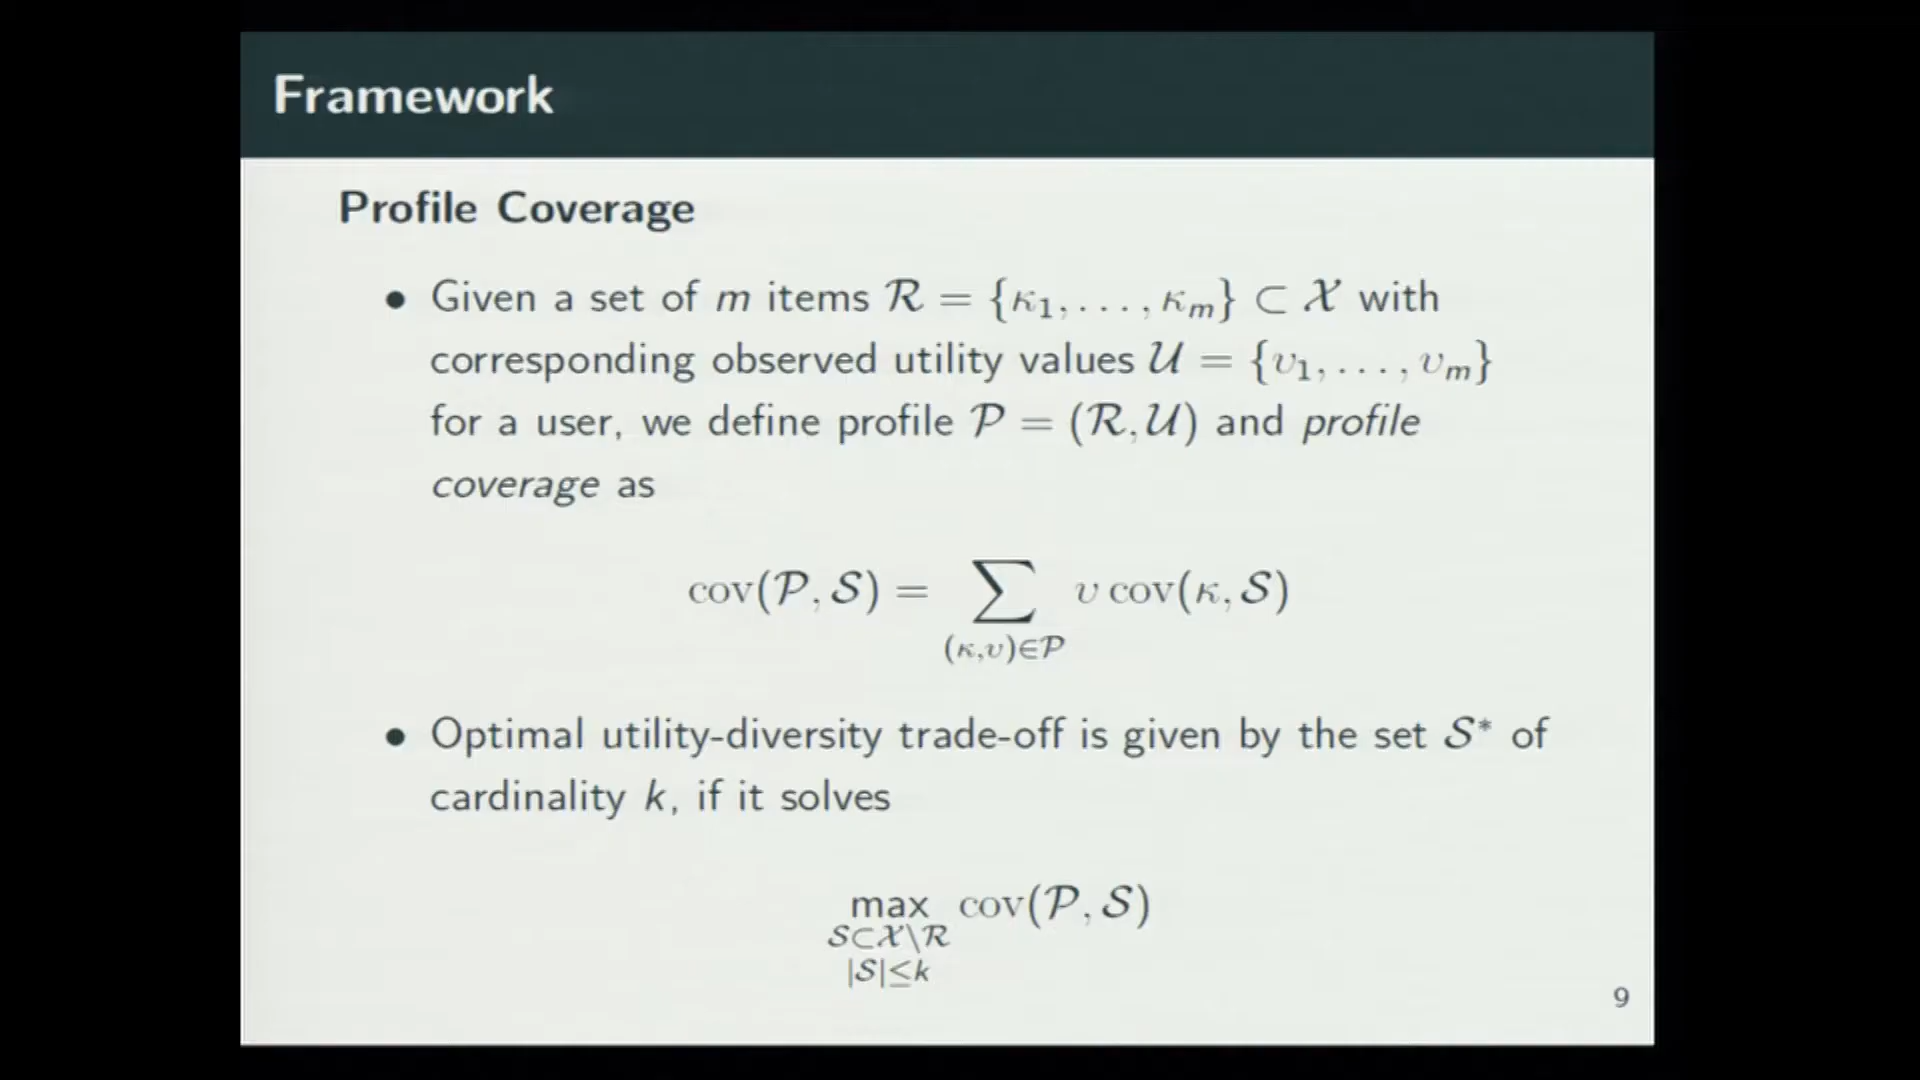 Framework
Profile Coverage
• Given a set of m items ℛ = {κ₁, . . . , κₘ} ⊂ 𝒳 with
corresponding observed utility values 𝒰 = {υ₁, . . . , υₘ}
for a user, we define profile 𝒫 = (ℛ, 𝒰) and profile
coverage as
cov(𝒫, 𝒮) = ∑ υ cov(κ, 𝒮)
(κ,υ)∈𝒫
• Optimal utility-diversity trade-off is given by the set 𝒮* of
cardinality k, if it solves
max cov(𝒫, 𝒮)
𝒮⊂𝒳\ℛ
|𝒮|≤k
9